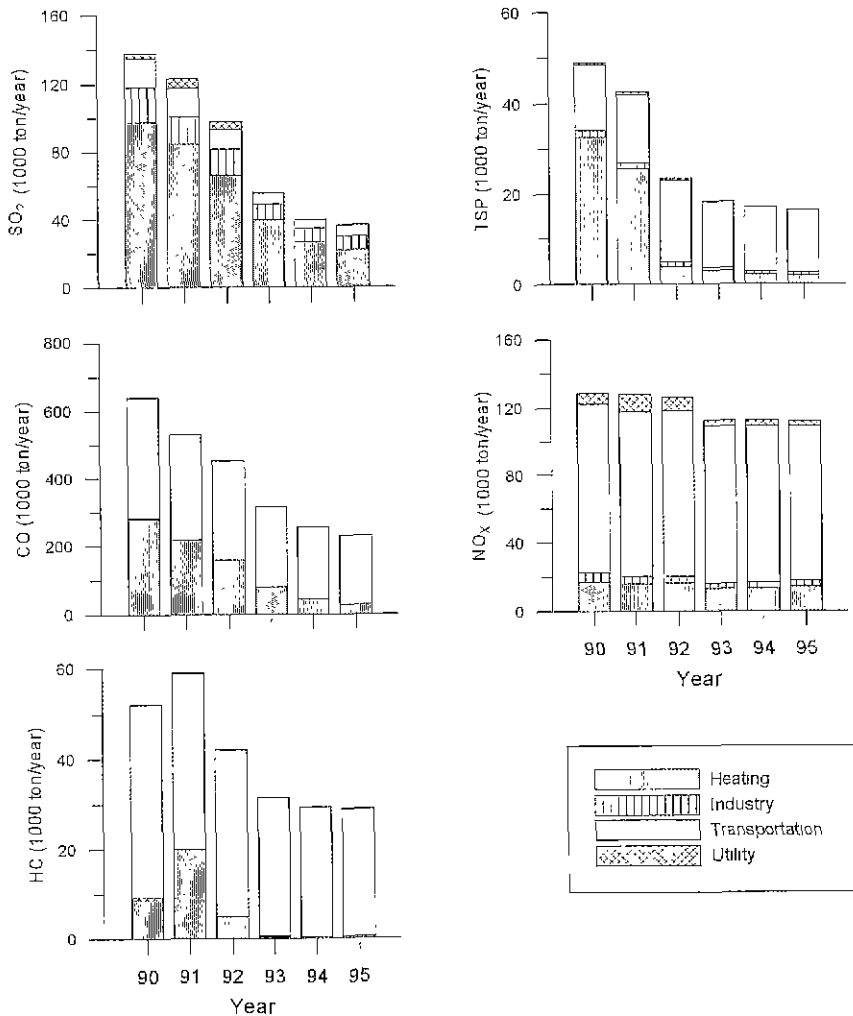 SO₂ (1000 ton/year)
160
120
80
40
0
TSP (1000 ton/year)
60
40
20
0
CO (1000 ton/year)
800
600
400
200
0
NOₓ (1000 ton/year)
160
120
80
40
0
90 91 92 93 94 95
Year
HC (1000 ton/year)
60
40
20
0
90 91 92 93 94 95
Year
Heating
Industry
Transportation
Utility